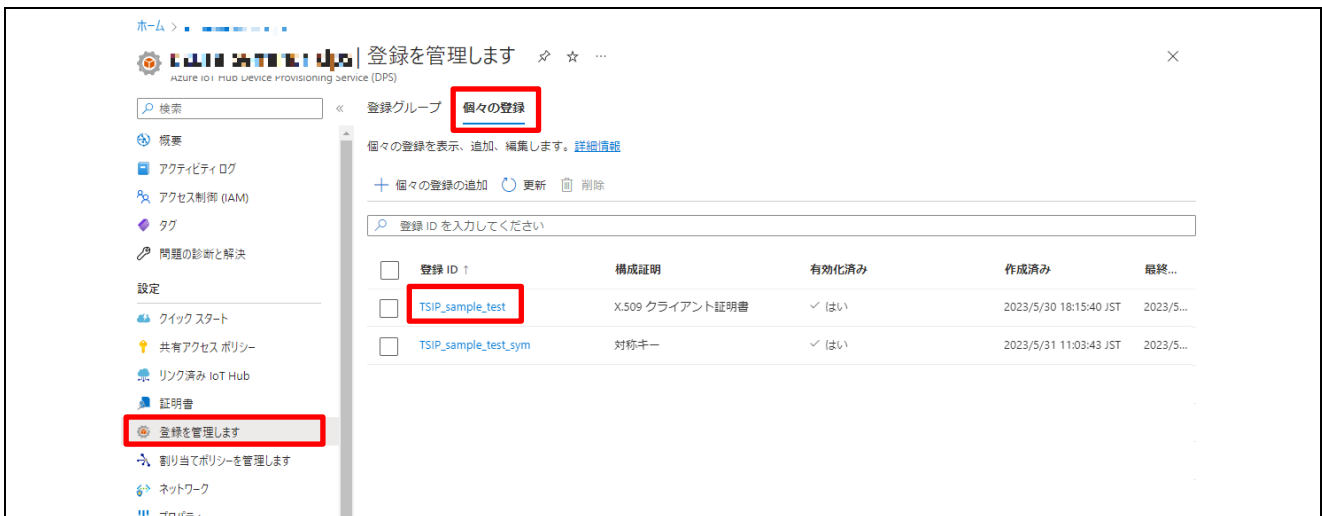 ホーム >
| 登録を管理します
Azure IoT Hub Device Provisioning Service (DPS)
検索
登録グループ 個々の登録
概要
個々の登録を表示、追加、編集します。詳細情報
アクティビティ ログ
個々の登録の追加 更新 削除
アクセス制御 (IAM)
タグ
登録 ID を入力してください
問題の診断と解決
登録 ID ↑ 構成証明 有効化済み 作成済み 最終...
設定
TSIP_sample_test X.509 クライアント証明書 はい 2023/5/30 18:15:40 JST 2023/5...
クイック スタート
共有アクセス ポリシー
TSIP_sample_test_sym 対称キー はい 2023/5/31 11:03:43 JST 2023/5...
リンク済み IoT Hub
証明書
登録を管理します
割り当てポリシーを管理します
ネットワーク